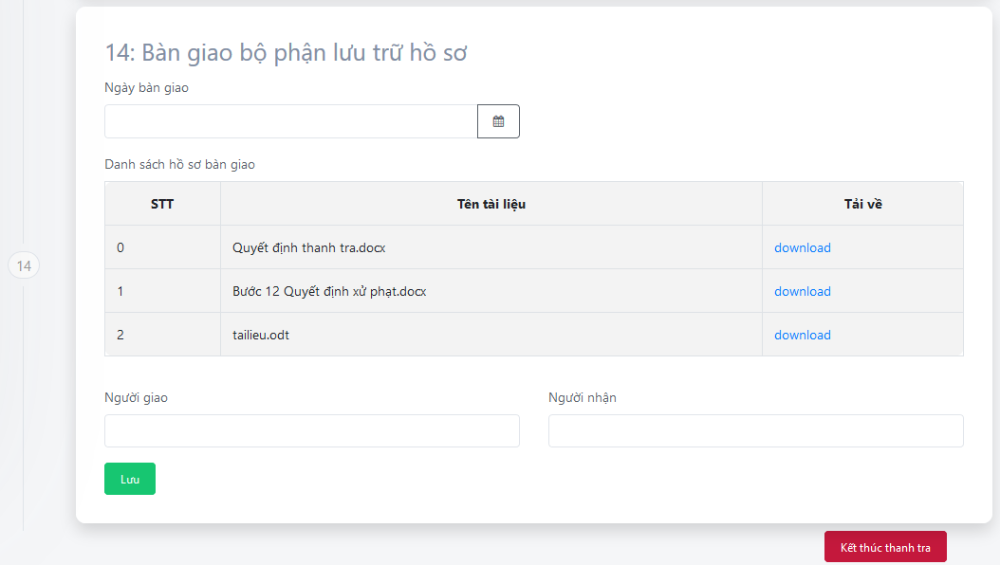 14: Bàn giao bộ phận lưu trữ hồ sơ
Ngày bàn giao
Danh sách hồ sơ bàn giao
STT Tên tài liệu Tải về
0 Quyết định thanh tra.docx download
14
1 Bước 12 Quyết định xử phạt.docx download
2 tailieu.odt download
Người giao Người nhận
Lưu
Kết thúc thanh tra